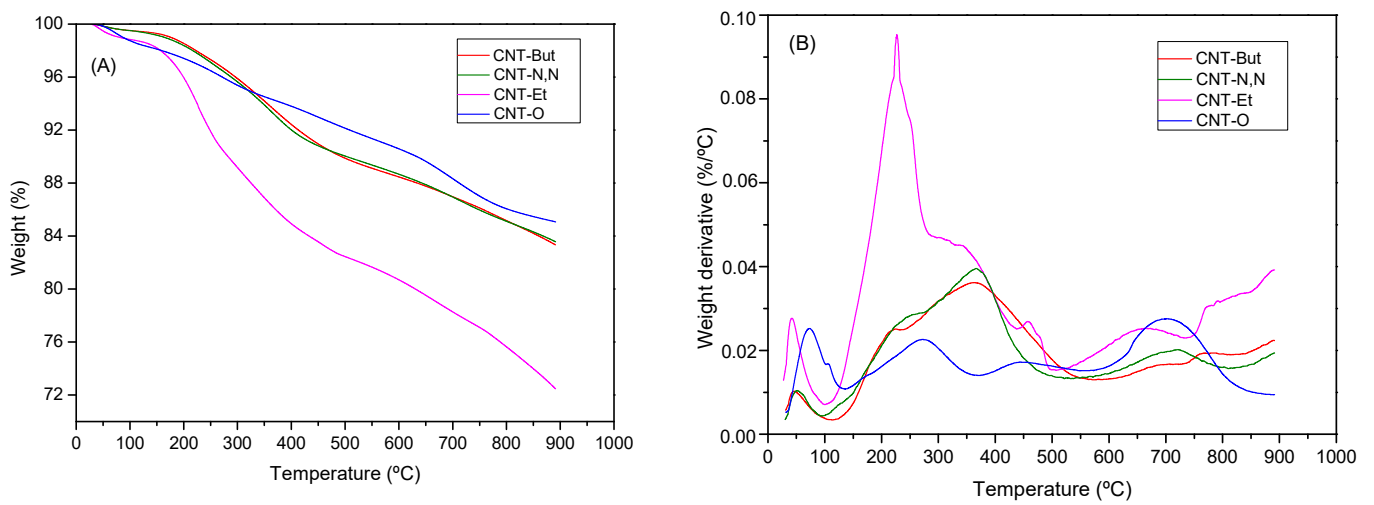 (A)
CNT-But
CNT-N,N
CNT-Et
CNT-O
100
96
92
88
84
80
76
72
Weight (%)
0 100 200 300 400 500 600 700 800 900 1000
Temperature (ºC)
(B)
CNT-But
CNT-N,N
CNT-Et
CNT-O
0.10
0.08
0.06
0.04
0.02
0.00
Weight derivative (%/ºC)
0 100 200 300 400 500 600 700 800 900 1000
Temperature (ºC)